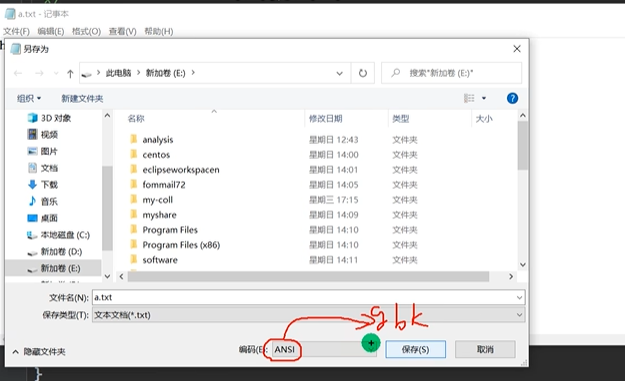 a.txt - 记事本
文件(F) 编辑(E) 格式(O) 查看(V) 帮助(H)
另存为
此电脑 > 新加卷 (E:) >
搜索"新加卷 (E:)"
组织 新建文件夹
名称 修改日期 类型 大小
3D 对象
视频
图片
文档
下载
音乐
桌面
本地磁盘 (C:)
新加卷 (D:)
新加卷 (E:)
analysis 星期日 12:43 文件夹
centos 星期日 14:00 文件夹
eclipseworkspacen 星期日 14:01 文件夹
fommail72 星期日 14:05 文件夹
my-coll 星期三 17:15 文件夹
myshare 星期日 14:09 文件夹
Program Files 星期日 14:10 文件夹
Program Files (x86) 星期日 14:10 文件夹
software 星期日 14:11 文件夹
文件名(N): a.txt
保存类型(T): 文本文档(*.txt)
gbk
隐藏文件夹
编码(E): ANSI
保存(S) 取消
}